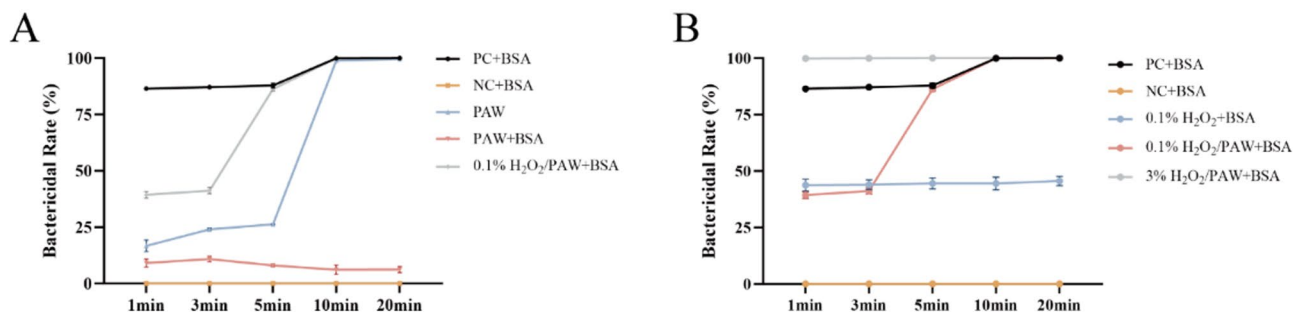 A
Bactericidal Rate (%)
100
75
50
25
0
1min 3min 5min 10min 20min
PC+BSA
NC+BSA
PAW
PAW+BSA
0.1% H₂O₂/PAW+BSA
B
Bactericidal Rate (%)
100
75
50
25
0
1min 3min 5min 10min 20min
PC+BSA
NC+BSA
0.1% H₂O₂+BSA
0.1% H₂O₂/PAW+BSA
3% H₂O₂/PAW+BSA